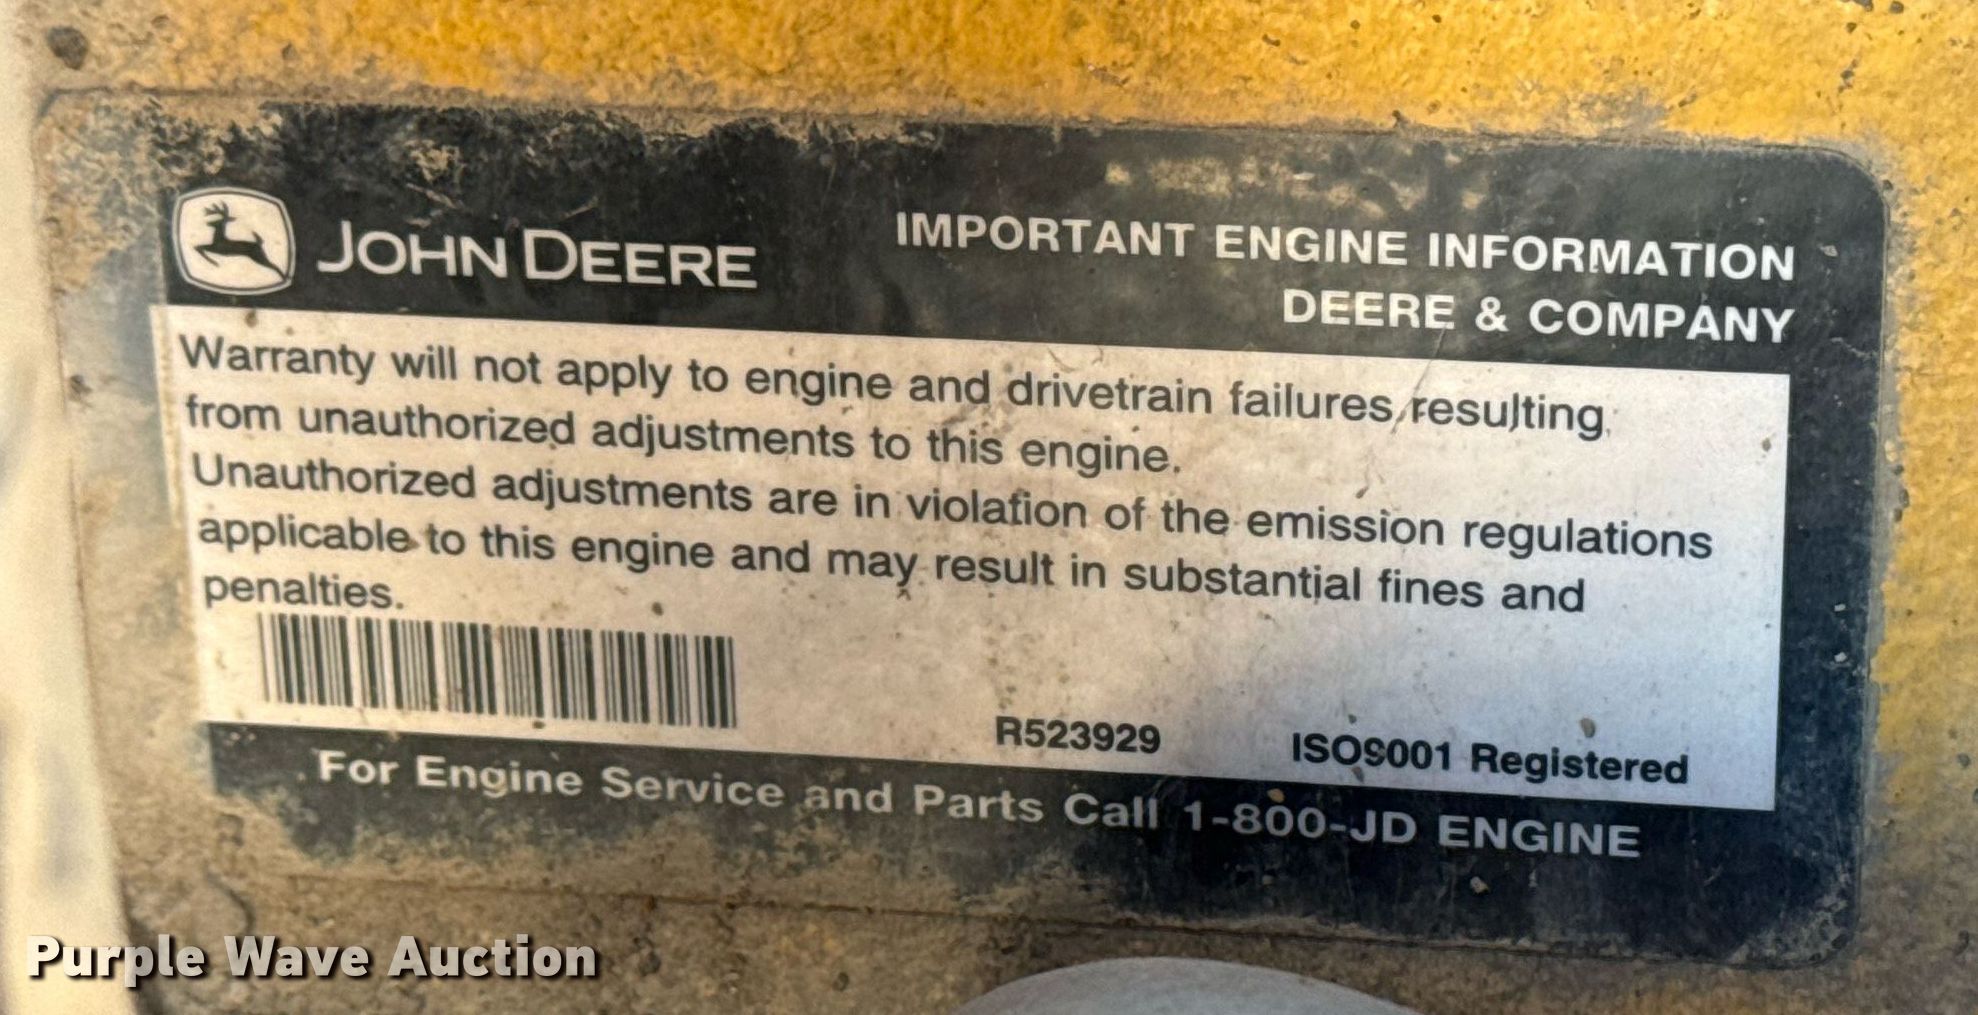 JOHN DEERE
IMPORTANT ENGINE INFORMATION
DEERE & COMPANY
Warranty will not apply to engine and drivetrain failures resulting
from unauthorized adjustments to this engine.
Unauthorized adjustments are in violation of the emission regulations
applicable to this engine and may result in substantial fines and
penalties.
R523929 ISO9001 Registered
For Engine Service and Parts Call 1-800-JD ENGINE
Purple Wave Auction